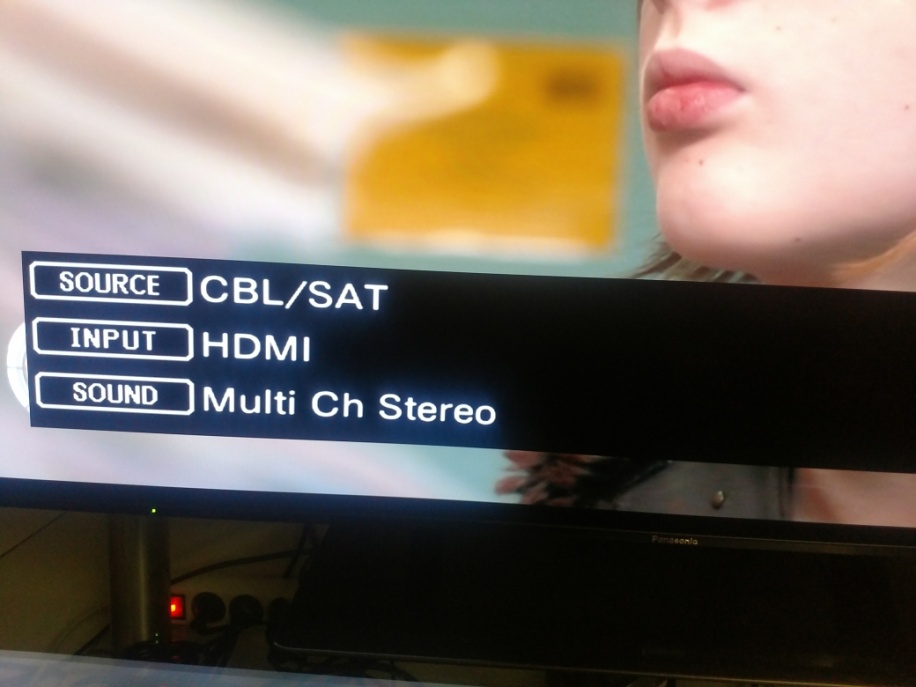 SOURCE CBL/SAT
INPUT HDMI
SOUND Multi Ch Stereo
Panasonic